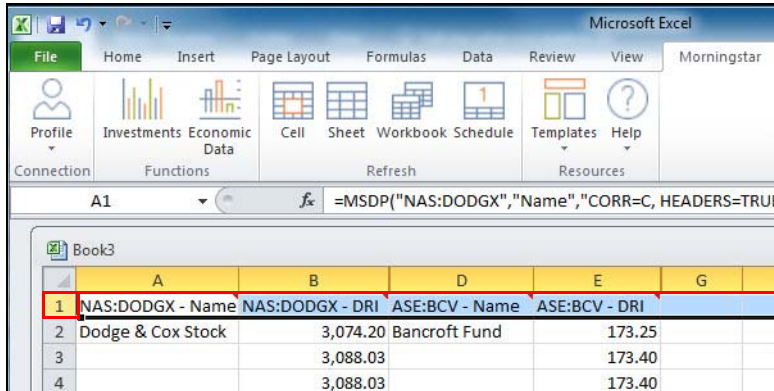 Microsoft Excel
File Home Insert Page Layout Formulas Data Review View Morningstar
1
Profile Investments Economic Data Cell Sheet Workbook Schedule Templates Help
Connection Functions Refresh Resources
A1 fx =MSDP("NAS:DODGX","Name","CORR=C, HEADERS=TRU
Book3
A B D E G
1 NAS:DODGX - Name NAS:DODGX - DRI ASE:BCV - Name ASE:BCV - DRI
2 Dodge & Cox Stock 3,074.20 Bancroft Fund 173.25
3 3,088.03 173.40
4 3,088.03 173.40